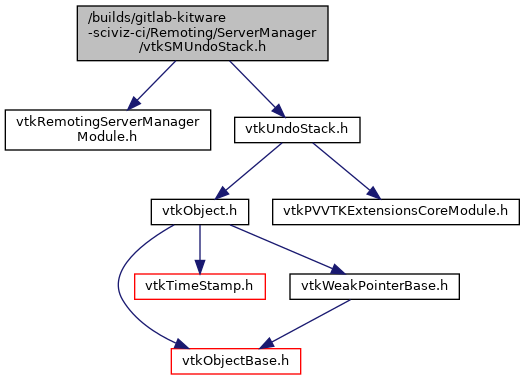 /builds/gitlab-kitware
-sciviz-ci/Remoting/ServerManager
/vtkSMUndoStack.h
vtkRemotingServerManager
Module.h
vtkUndoStack.h
vtkObject.h
vtkPVVTKExtensionsCoreModule.h
vtkTimeStamp.h
vtkWeakPointerBase.h
vtkObjectBase.h